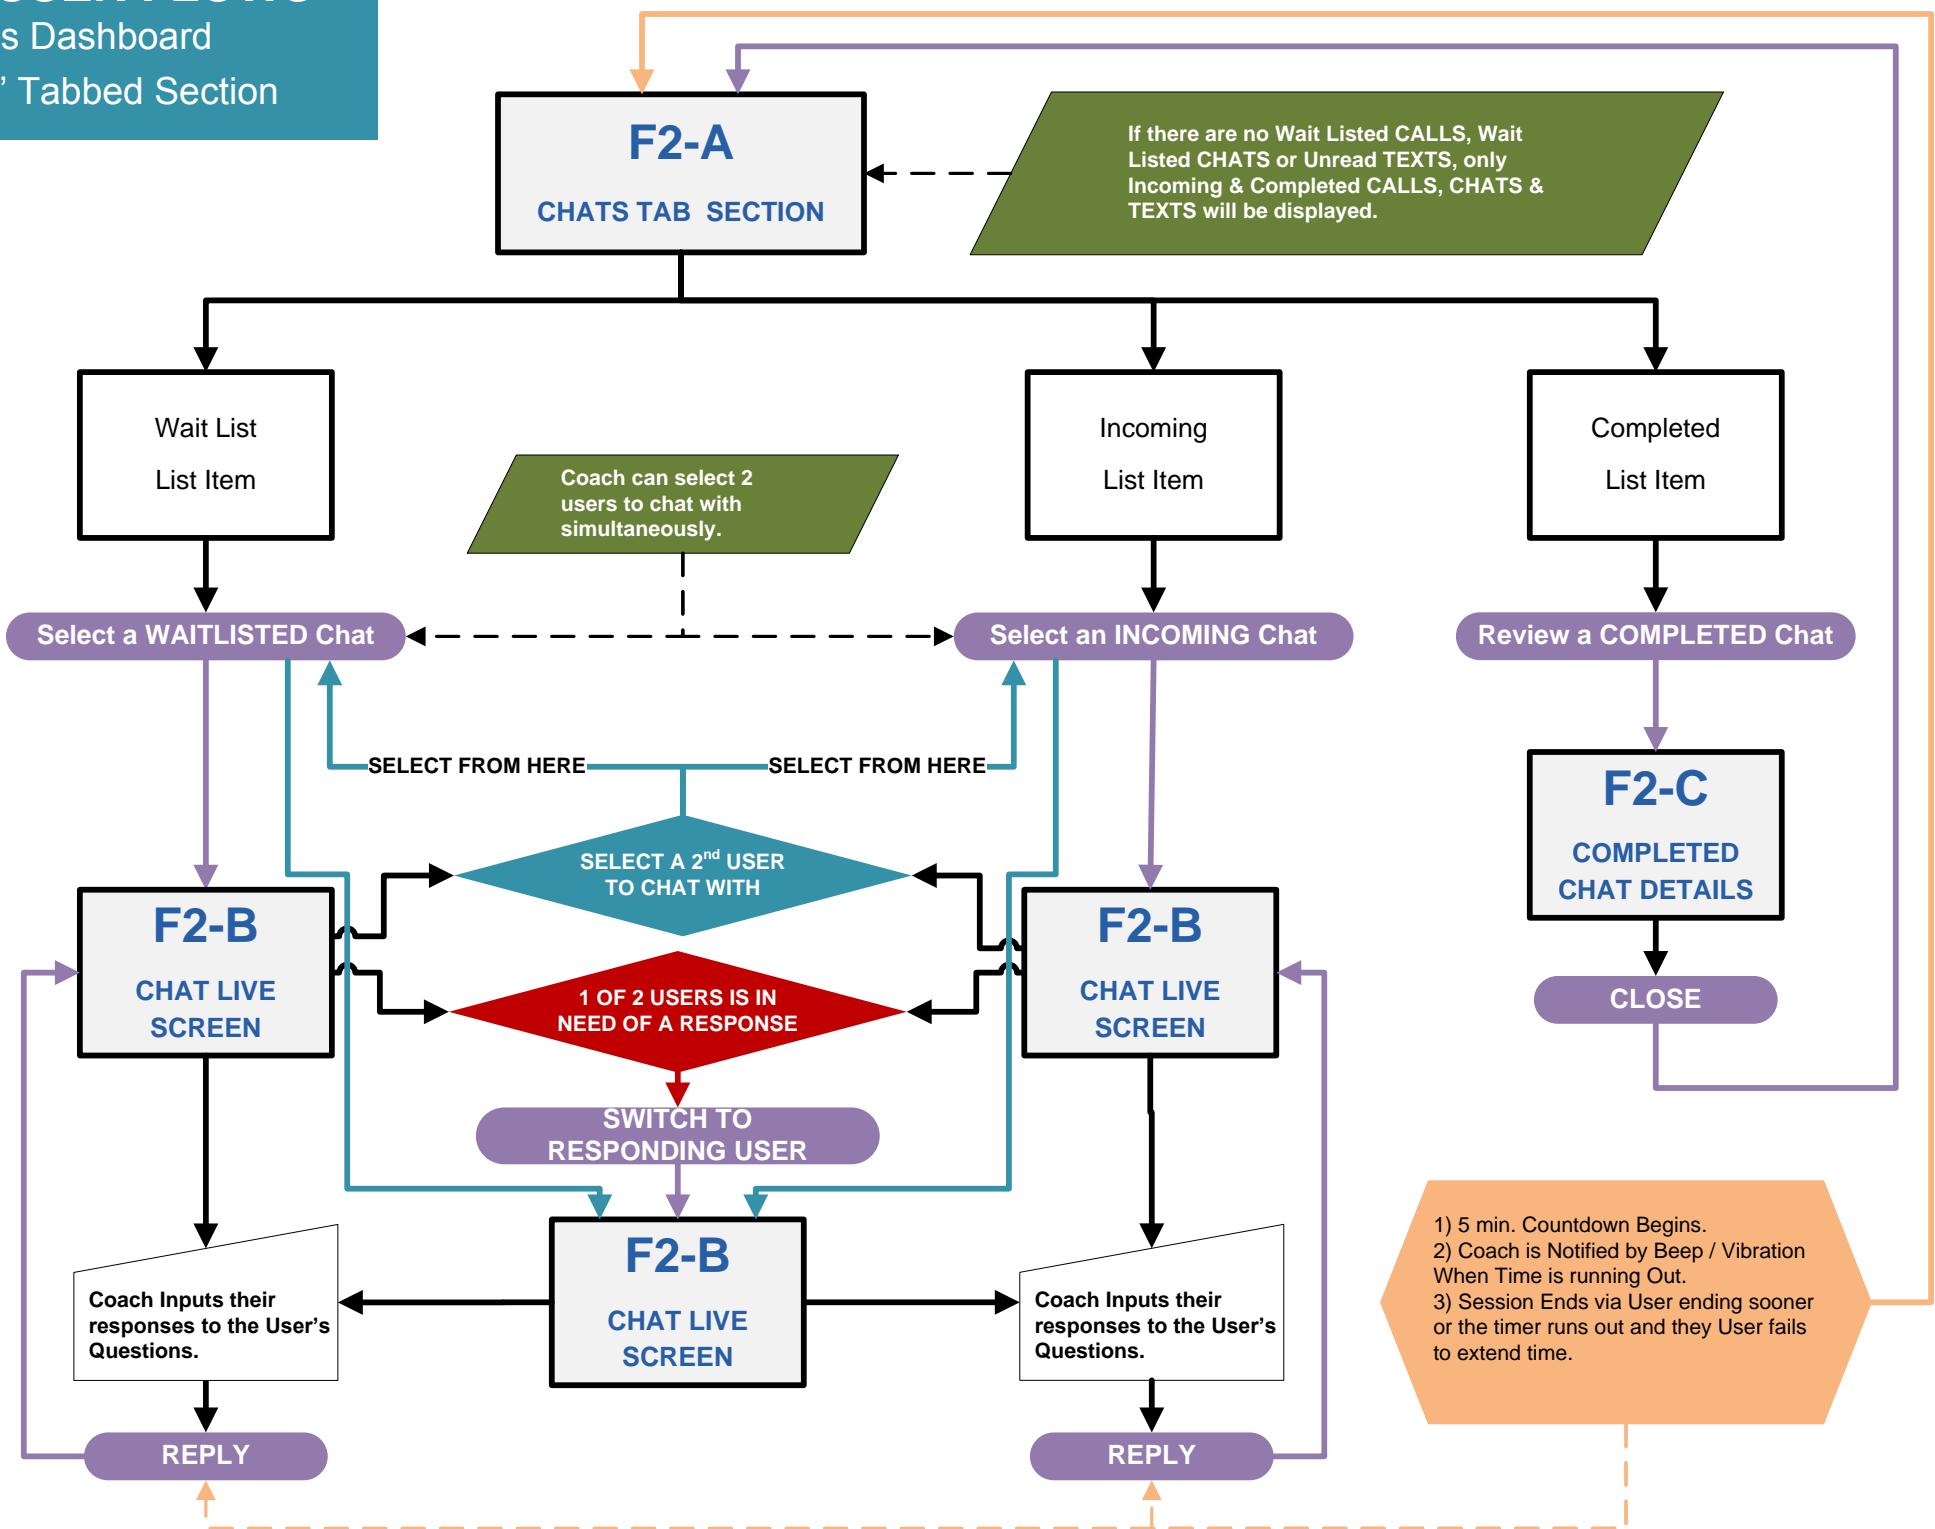 s Dashboard
’ Tabbed Section
F2-A
CHATS TAB SECTION
If there are no Wait Listed CALLS, Wait
Listed CHATS or Unread TEXTS, only
Incoming & Completed CALLS, CHATS &
TEXTS will be displayed.
Wait List
List Item
Incoming
List Item
Completed
List Item
Coach can select 2
users to chat with
simultaneously.
Select a WAITLISTED Chat
Select an INCOMING Chat
Review a COMPLETED Chat
SELECT FROM HERE
SELECT FROM HERE
SELECT A 2nd USER
TO CHAT WITH
F2-C
COMPLETED
CHAT DETAILS
F2-B
CHAT LIVE
SCREEN
1 OF 2 USERS IS IN
NEED OF A RESPONSE
F2-B
CHAT LIVE
SCREEN
CLOSE
SWITCH TO
RESPONDING USER
F2-B
CHAT LIVE
SCREEN
Coach Inputs their
responses to the User's
Questions.
Coach Inputs their
responses to the User’s
Questions.
1) 5 min. Countdown Begins.
2) Coach is Notified by Beep / Vibration
When Time is running Out.
3) Session Ends via User ending sooner
or the timer runs out and they User fails
to extend time.
REPLY
REPLY